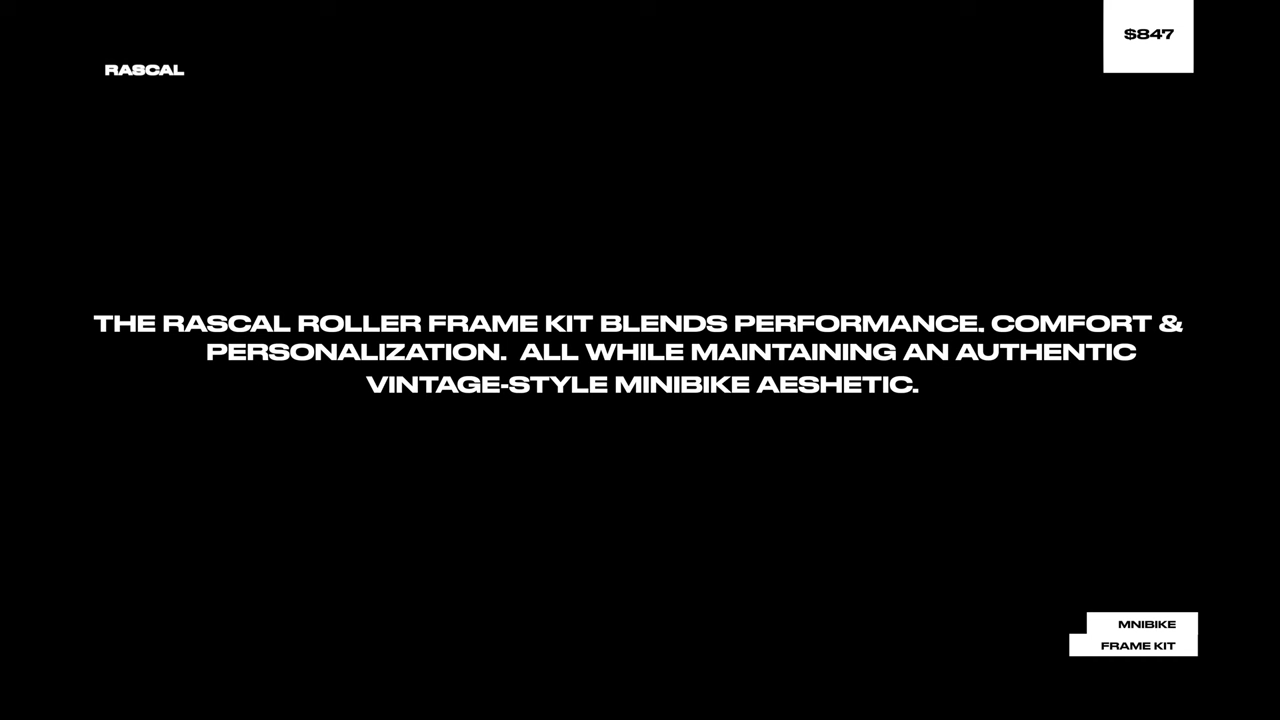 RASCAL
$847
THE RASCAL ROLLER FRAME KIT BLENDS PERFORMANCE. COMFORT &
PERSONALIZATION.  ALL WHILE MAINTAINING AN AUTHENTIC
VINTAGE-STYLE MINIBIKE AESHETIC.
MNIBIKE
FRAME KIT